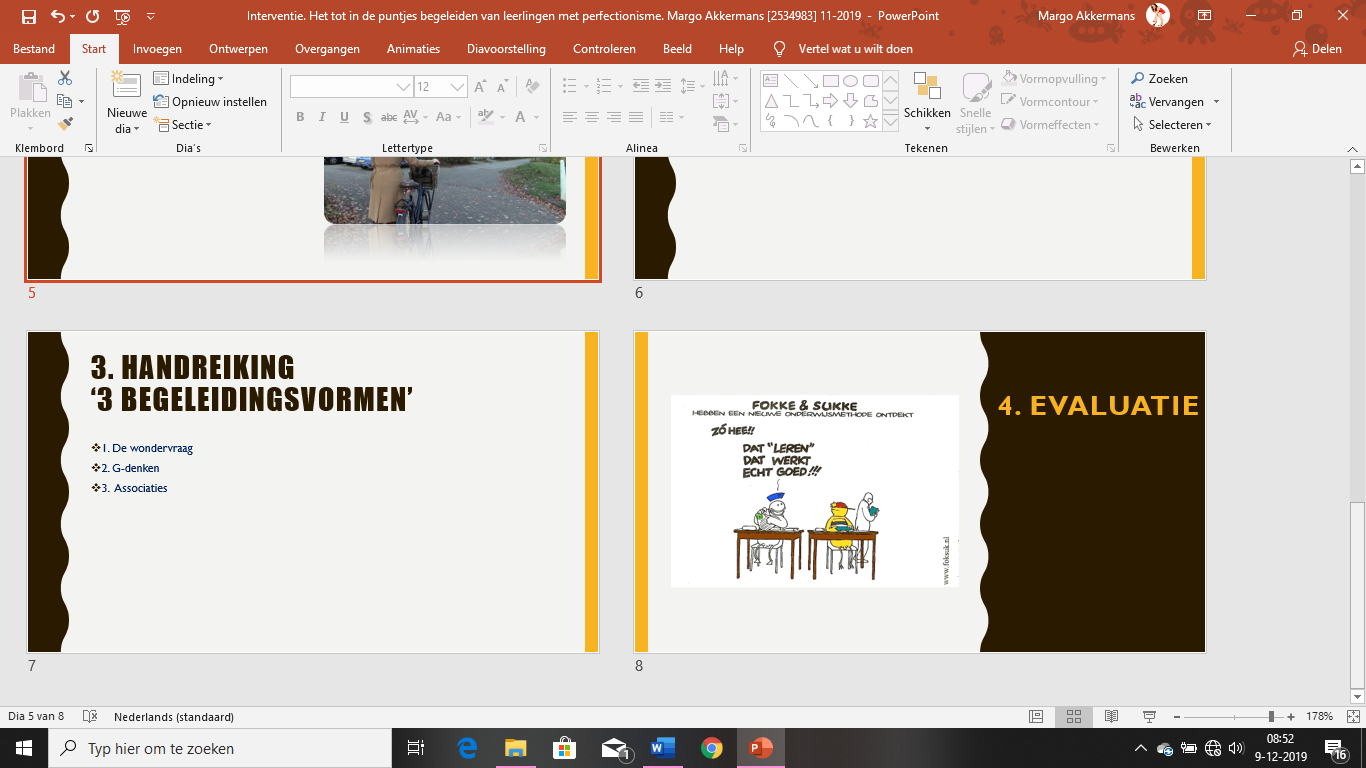 Interventie. Het tot in de puntjes begeleiden van leerlingen met perfectionisme. Margo Akkermans [2534983] 11-2019 - PowerPoint
Margo Akkermans
Bestand Start Invoegen Ontwerpen Overgangen Animaties Diavoorstelling Controleren Beeld Help Vertel wat u wilt doen Delen
Plakken
Klembord
Nieuwe dia
Indeling
Opnieuw instellen
Sectie
Dia's
12
B I U S abc AV Aa A
Lettertype
Alinea
Schikken
Snelle stijlen
Vormopvulling
Vormcontour
Vormeffecten
Tekenen
Zoeken
Vervangen
Selecteren
Bewerken
5
6
3. HANDREIKING
‘3 BEGELEIDINGSVORMEN’
❖1. De wondervraag
❖2. G-denken
❖3. Associaties
7
FOKKE & SUKKE
HEBBEN EEN NIEUWE ONDERWIJSMETHODE ONTDEKT
ZÓ HEE!!
DAT "LEREN"
DAT WERKT
ECHT GOED!!!
www.foksuk.nl
4. EVALUATIE
8
Dia 5 van 8 Nederlands (standaard) 178%
Typ hier om te zoeken
1
08:52
9-12-2019
16